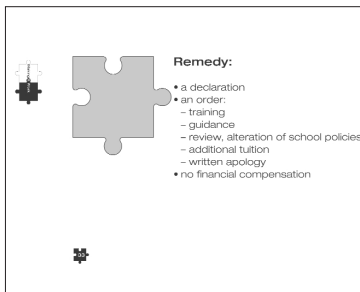 Remedy:
• a declaration
• an order:
– training
– guidance
– review, alteration of school policies
– additional tuition
– written apology
• no financial compensation